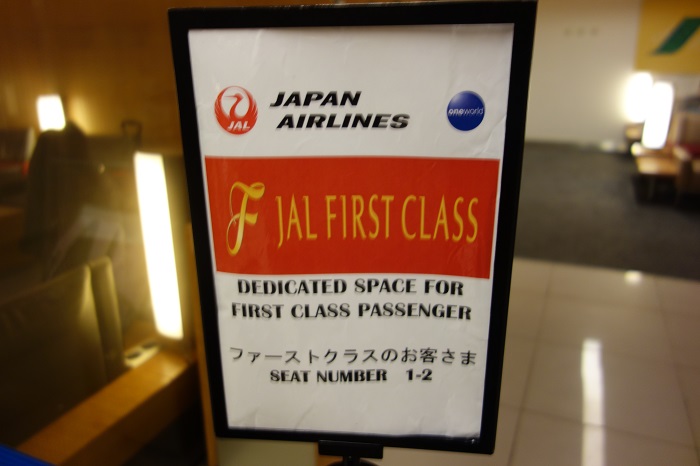 JAL
JAPAN
AIRLINES
oneworld
F JAL FIRST CLASS
DEDICATED SPACE FOR
FIRST CLASS PASSENGER
ファーストクラスのお客さま
SEAT NUMBER 1-2